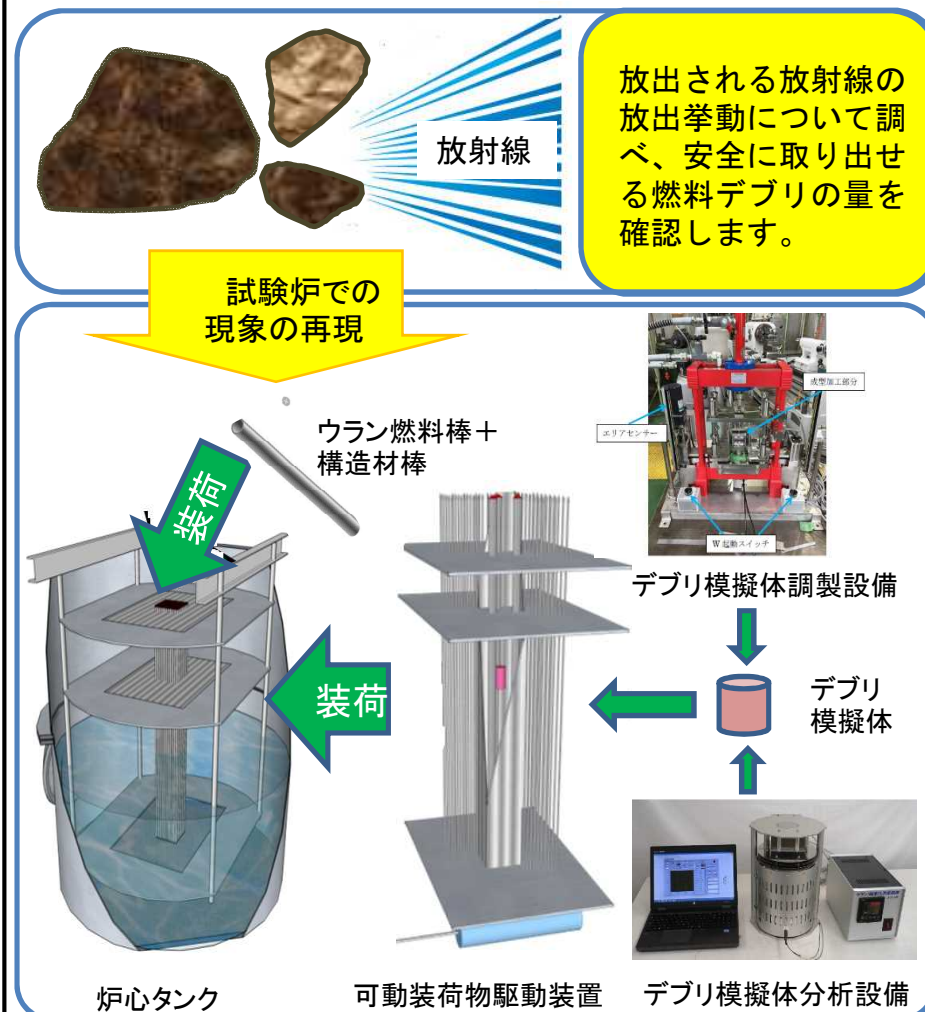 放射線
放出される放射線の
放出挙動について調
べ、安全に取り出せ
る燃料デブリの量を
確認します。
試験炉での
現象の再現
ウラン燃料棒＋
構造材棒
装荷
成型加工部分
エリアセンサー
W起動スイッチ
デブリ模擬体調製設備
装荷
デブリ
模擬体
炉心タンク
可動装荷物駆動装置
デブリ模擬体分析設備